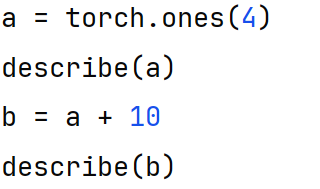 a = torch.ones(4)
describe(a)
b = a + 10
describe(b)